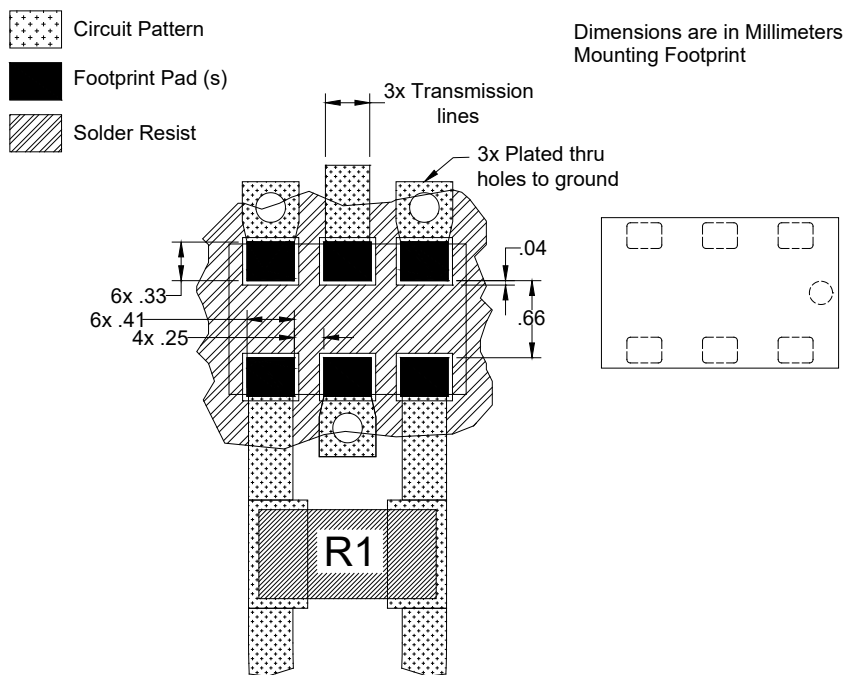 Circuit Pattern
Footprint Pad (s)
Solder Resist
Dimensions are in Millimeters
Mounting Footprint
3x Transmission
lines
3x Plated thru
holes to ground
.04
6x .33
6x .41
.66
4x .25
R1